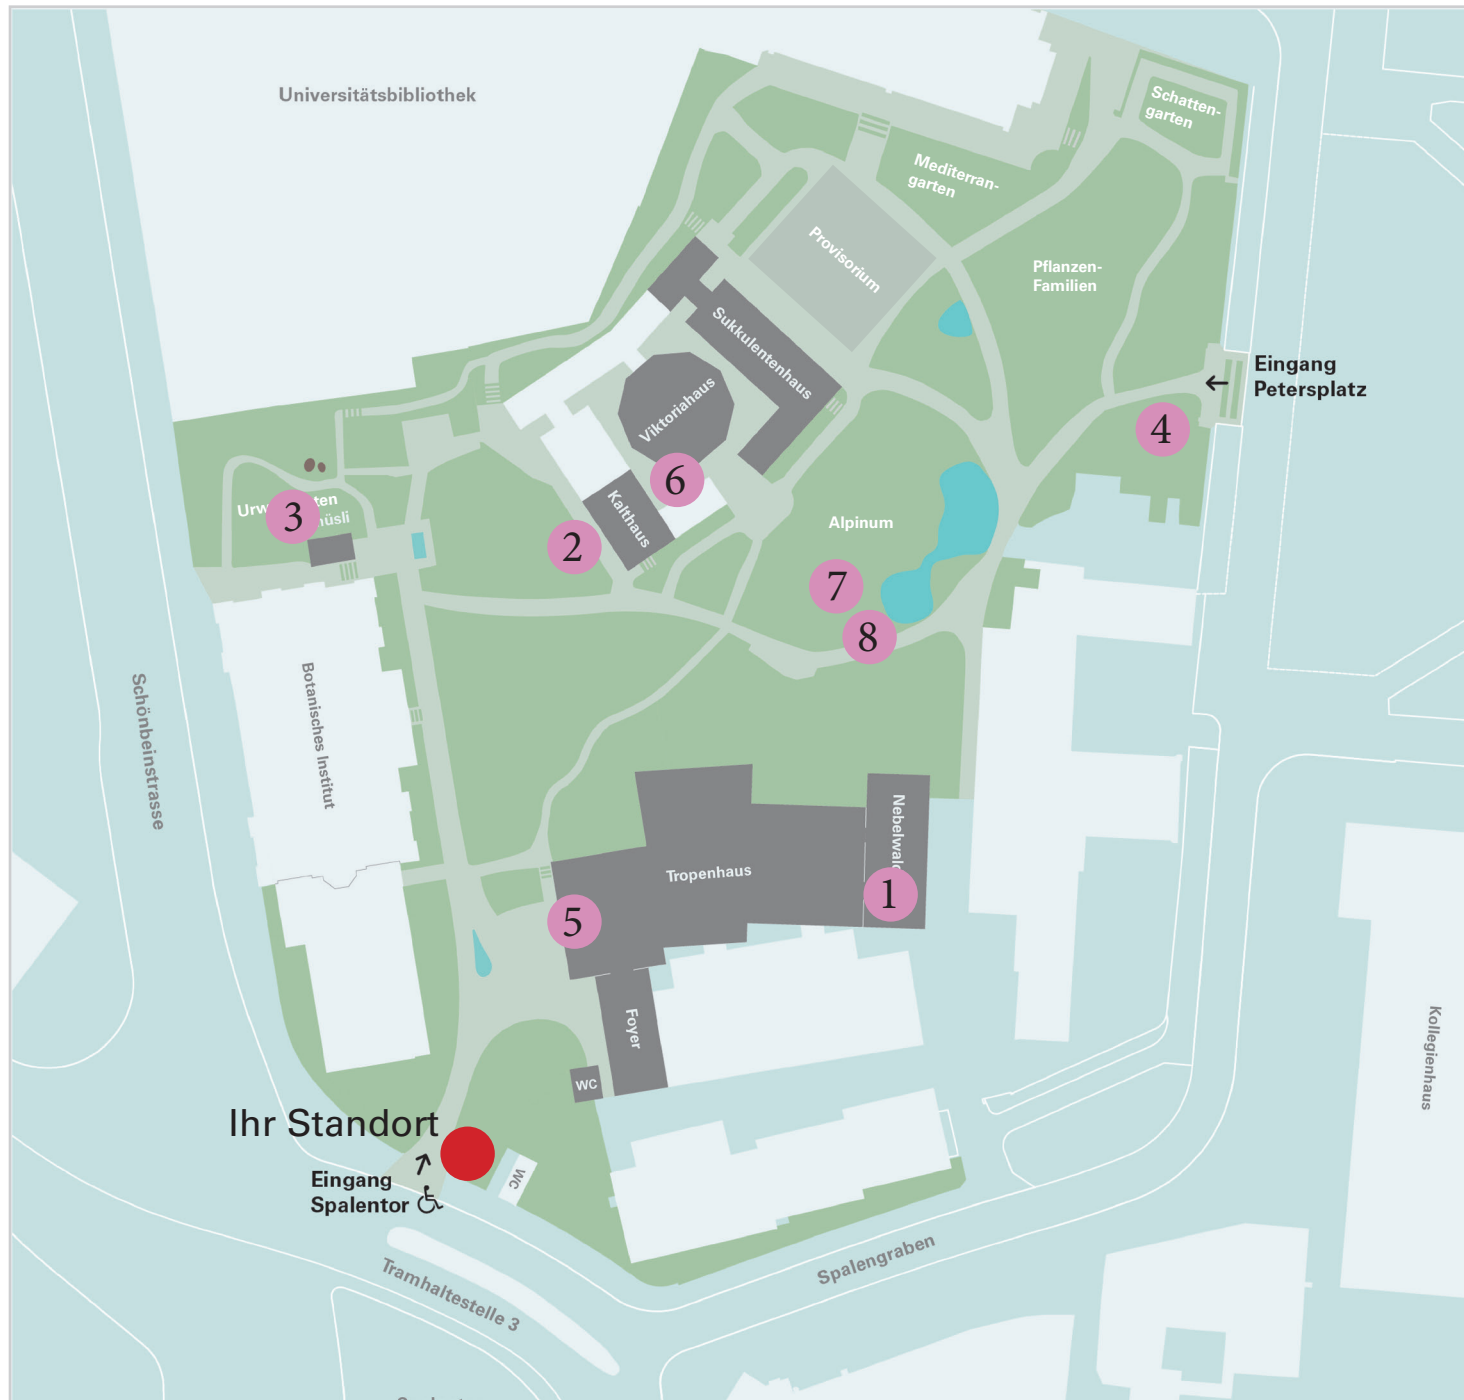 Universitätsbibliothek
Schatten-
garten
Mediterran-
garten
Provisorium
Pflanzen-
Familien
Sukkulentenhaus
Eingang
Petersplatz
Viktoriahaus
4
6
Kalthaus
3
2
Alpinum
7
8
Botanisches Institut
Schönbeinstrasse
Nebelwald
Tropenhaus
1
5
Foyer
WC
Kollegienhaus
Ihr Standort
Eingang
Spalentor
WC
Spalengraben
Tramhaltestelle 3